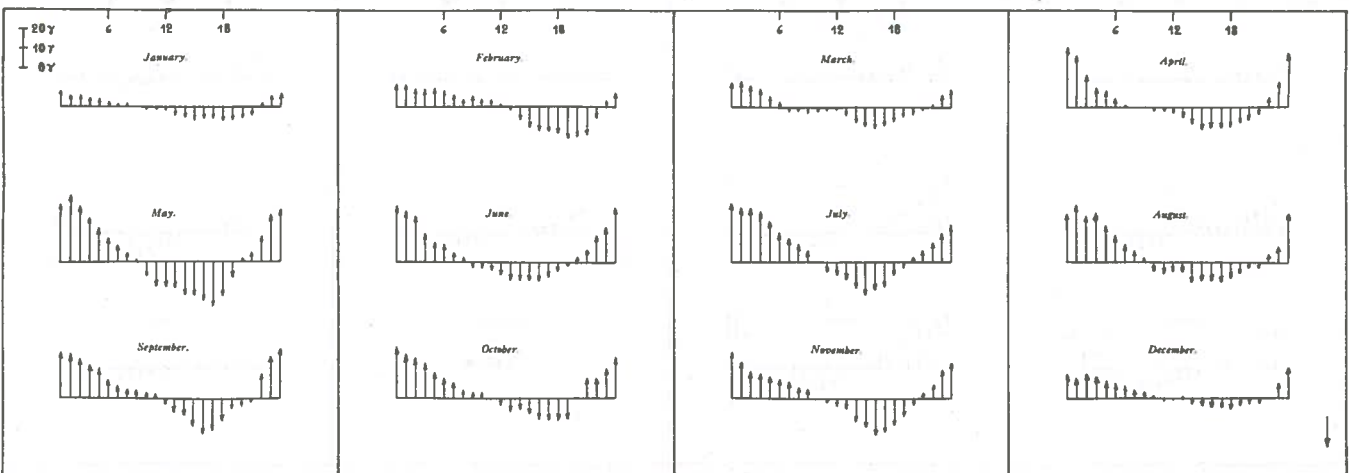 20γ
10γ
0γ
6 12 18
6 12 18
6 12 18
6 12 18
January.
February.
March.
April.
May.
June
July.
August.
September.
October.
November.
December.